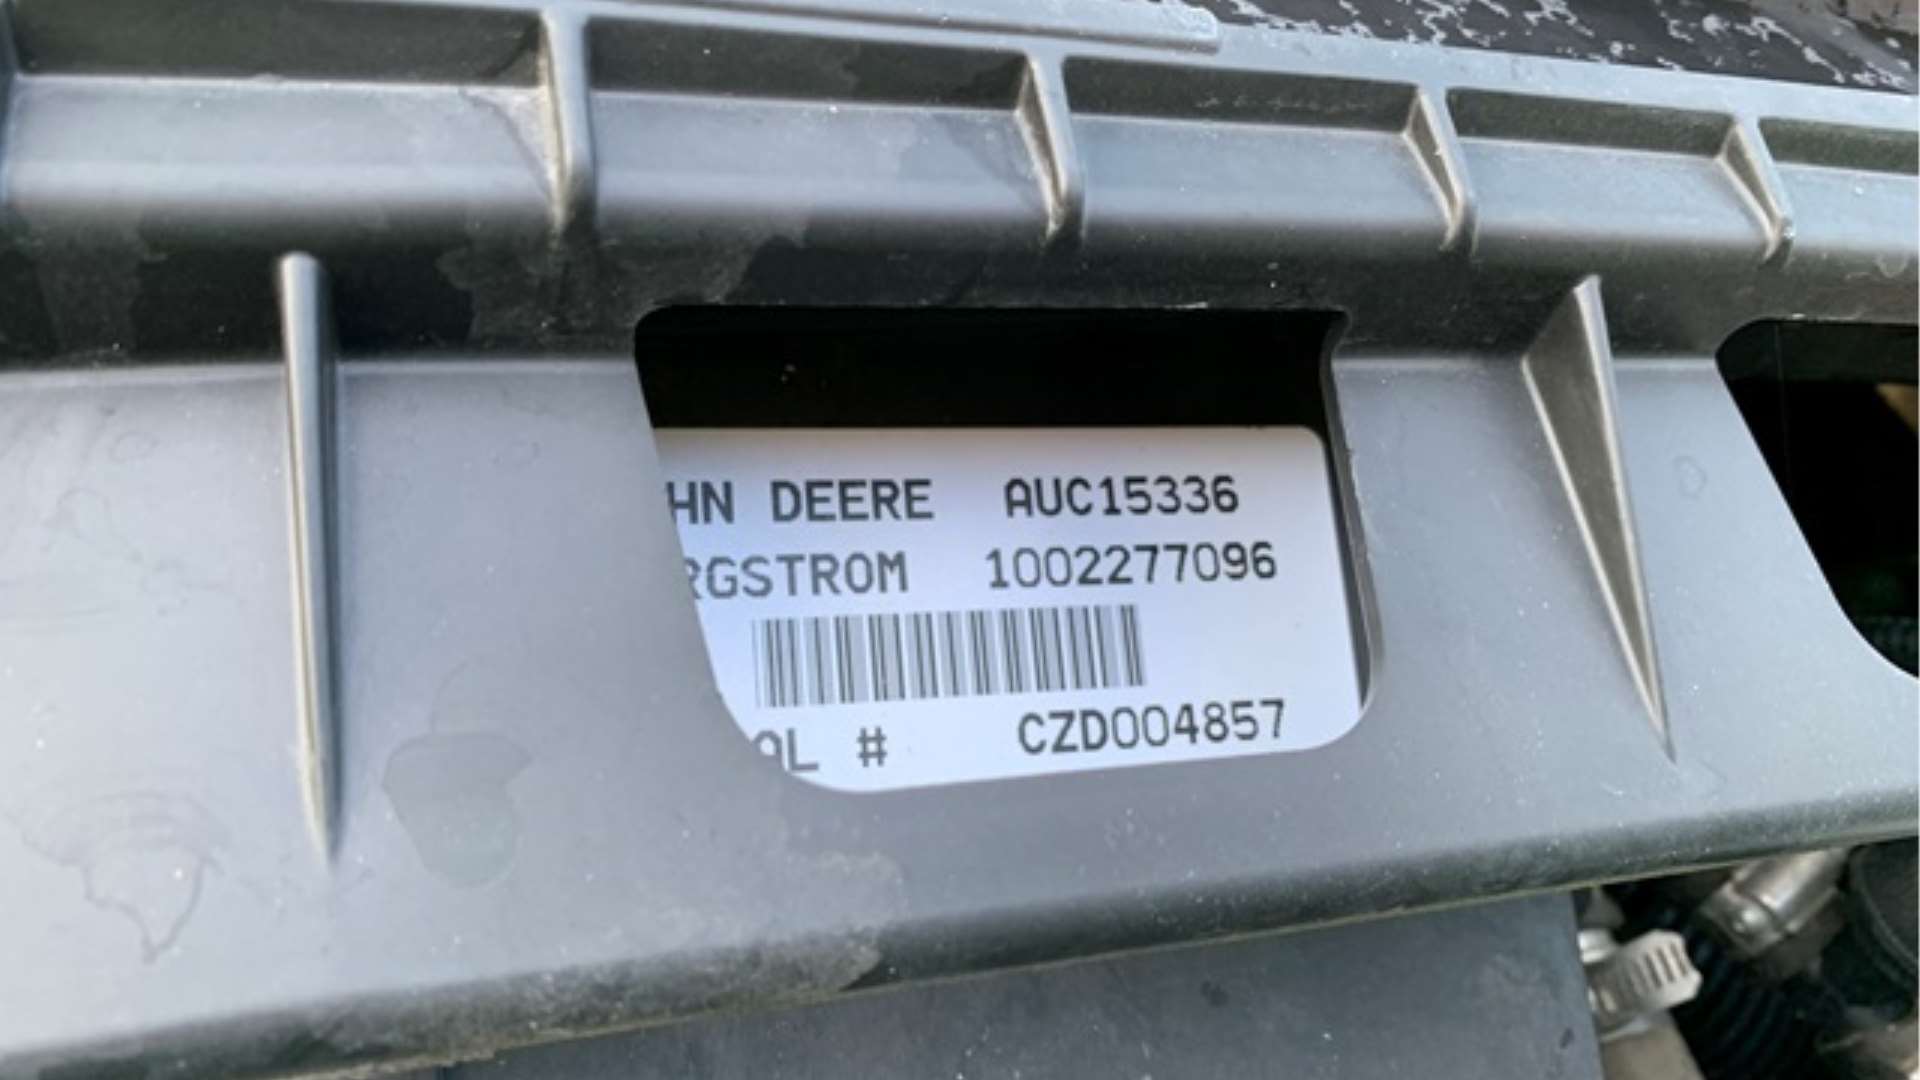 HN DEERE AUC15336
RGSTROM 1002277096
AL # CZD004857